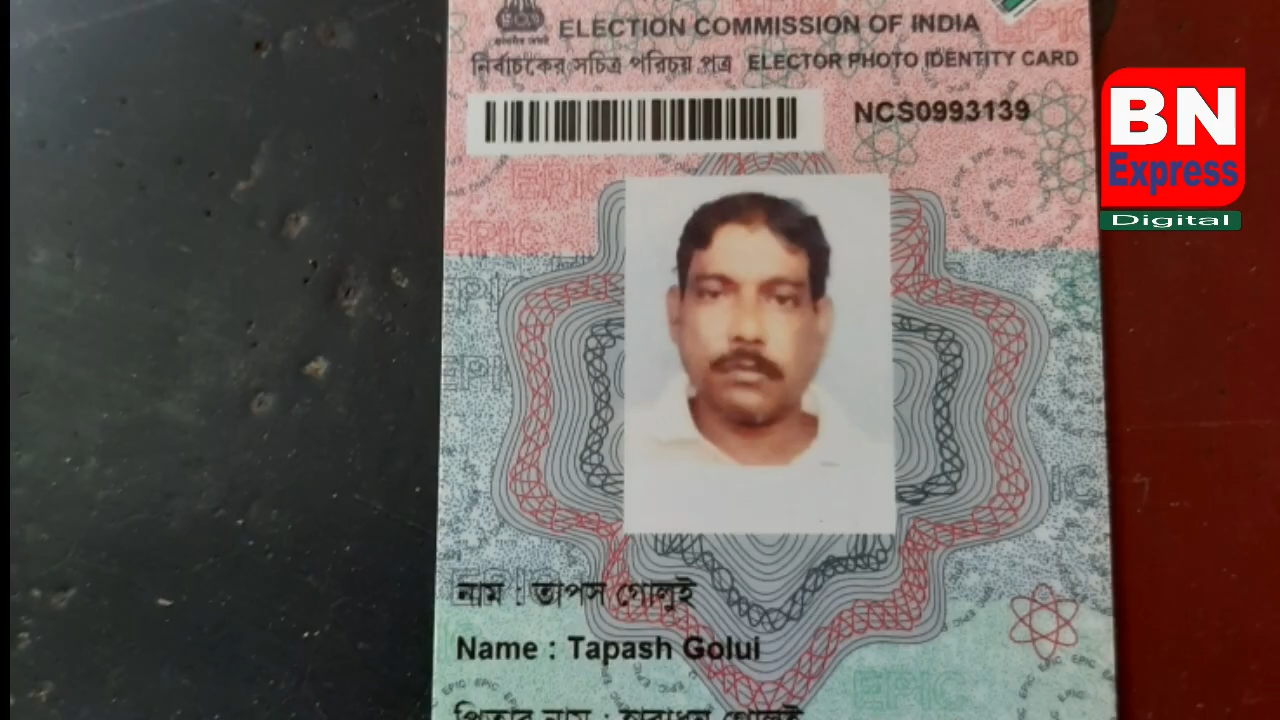 ELECTION COMMISSION OF INDIA
নির্বাচকের সচিত্র পরিচয় পত্র ELECTOR PHOTO IDENTITY CARD
NCS0993139
BN
Express
Digital
নাম : তাপস গোলুই
Name : Tapash Golui
পিতার নাম : হারাধন গোলুই